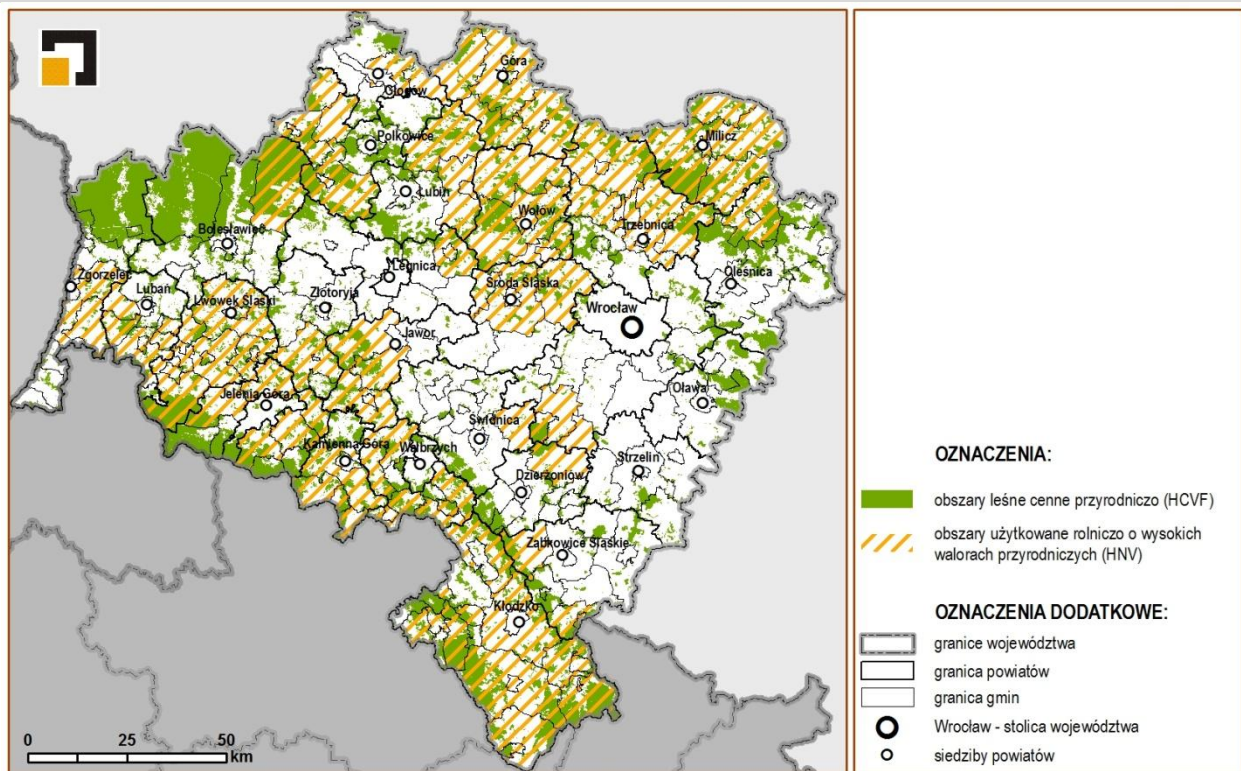 Góra
Głogów
Milicz
Polkowice
Lubin
Wołów
Trzebnica
Bolesławiec
Legnica
Oleśnica
Zgorzelec
Lubań
Lwówek Śląski
Złotoryja
Środa Śląska
Wrocław
Jawor
Oława
Jelenia Góra
Świdnica
Kamienna Góra
Wałbrzych
Strzelin
Dzierżoniów
Ząbkowice Śląskie
Kłodzko
0 25 50
km
OZNACZENIA:
obszary leśne cenne przyrodniczo (HCVF)
obszary użytkowane rolniczo o wysokich
walorach przyrodniczych (HNV)
OZNACZENIA DODATKOWE:
granice województwa
granica powiatów
granica gmin
Wrocław - stolica województwa
siedziby powiatów